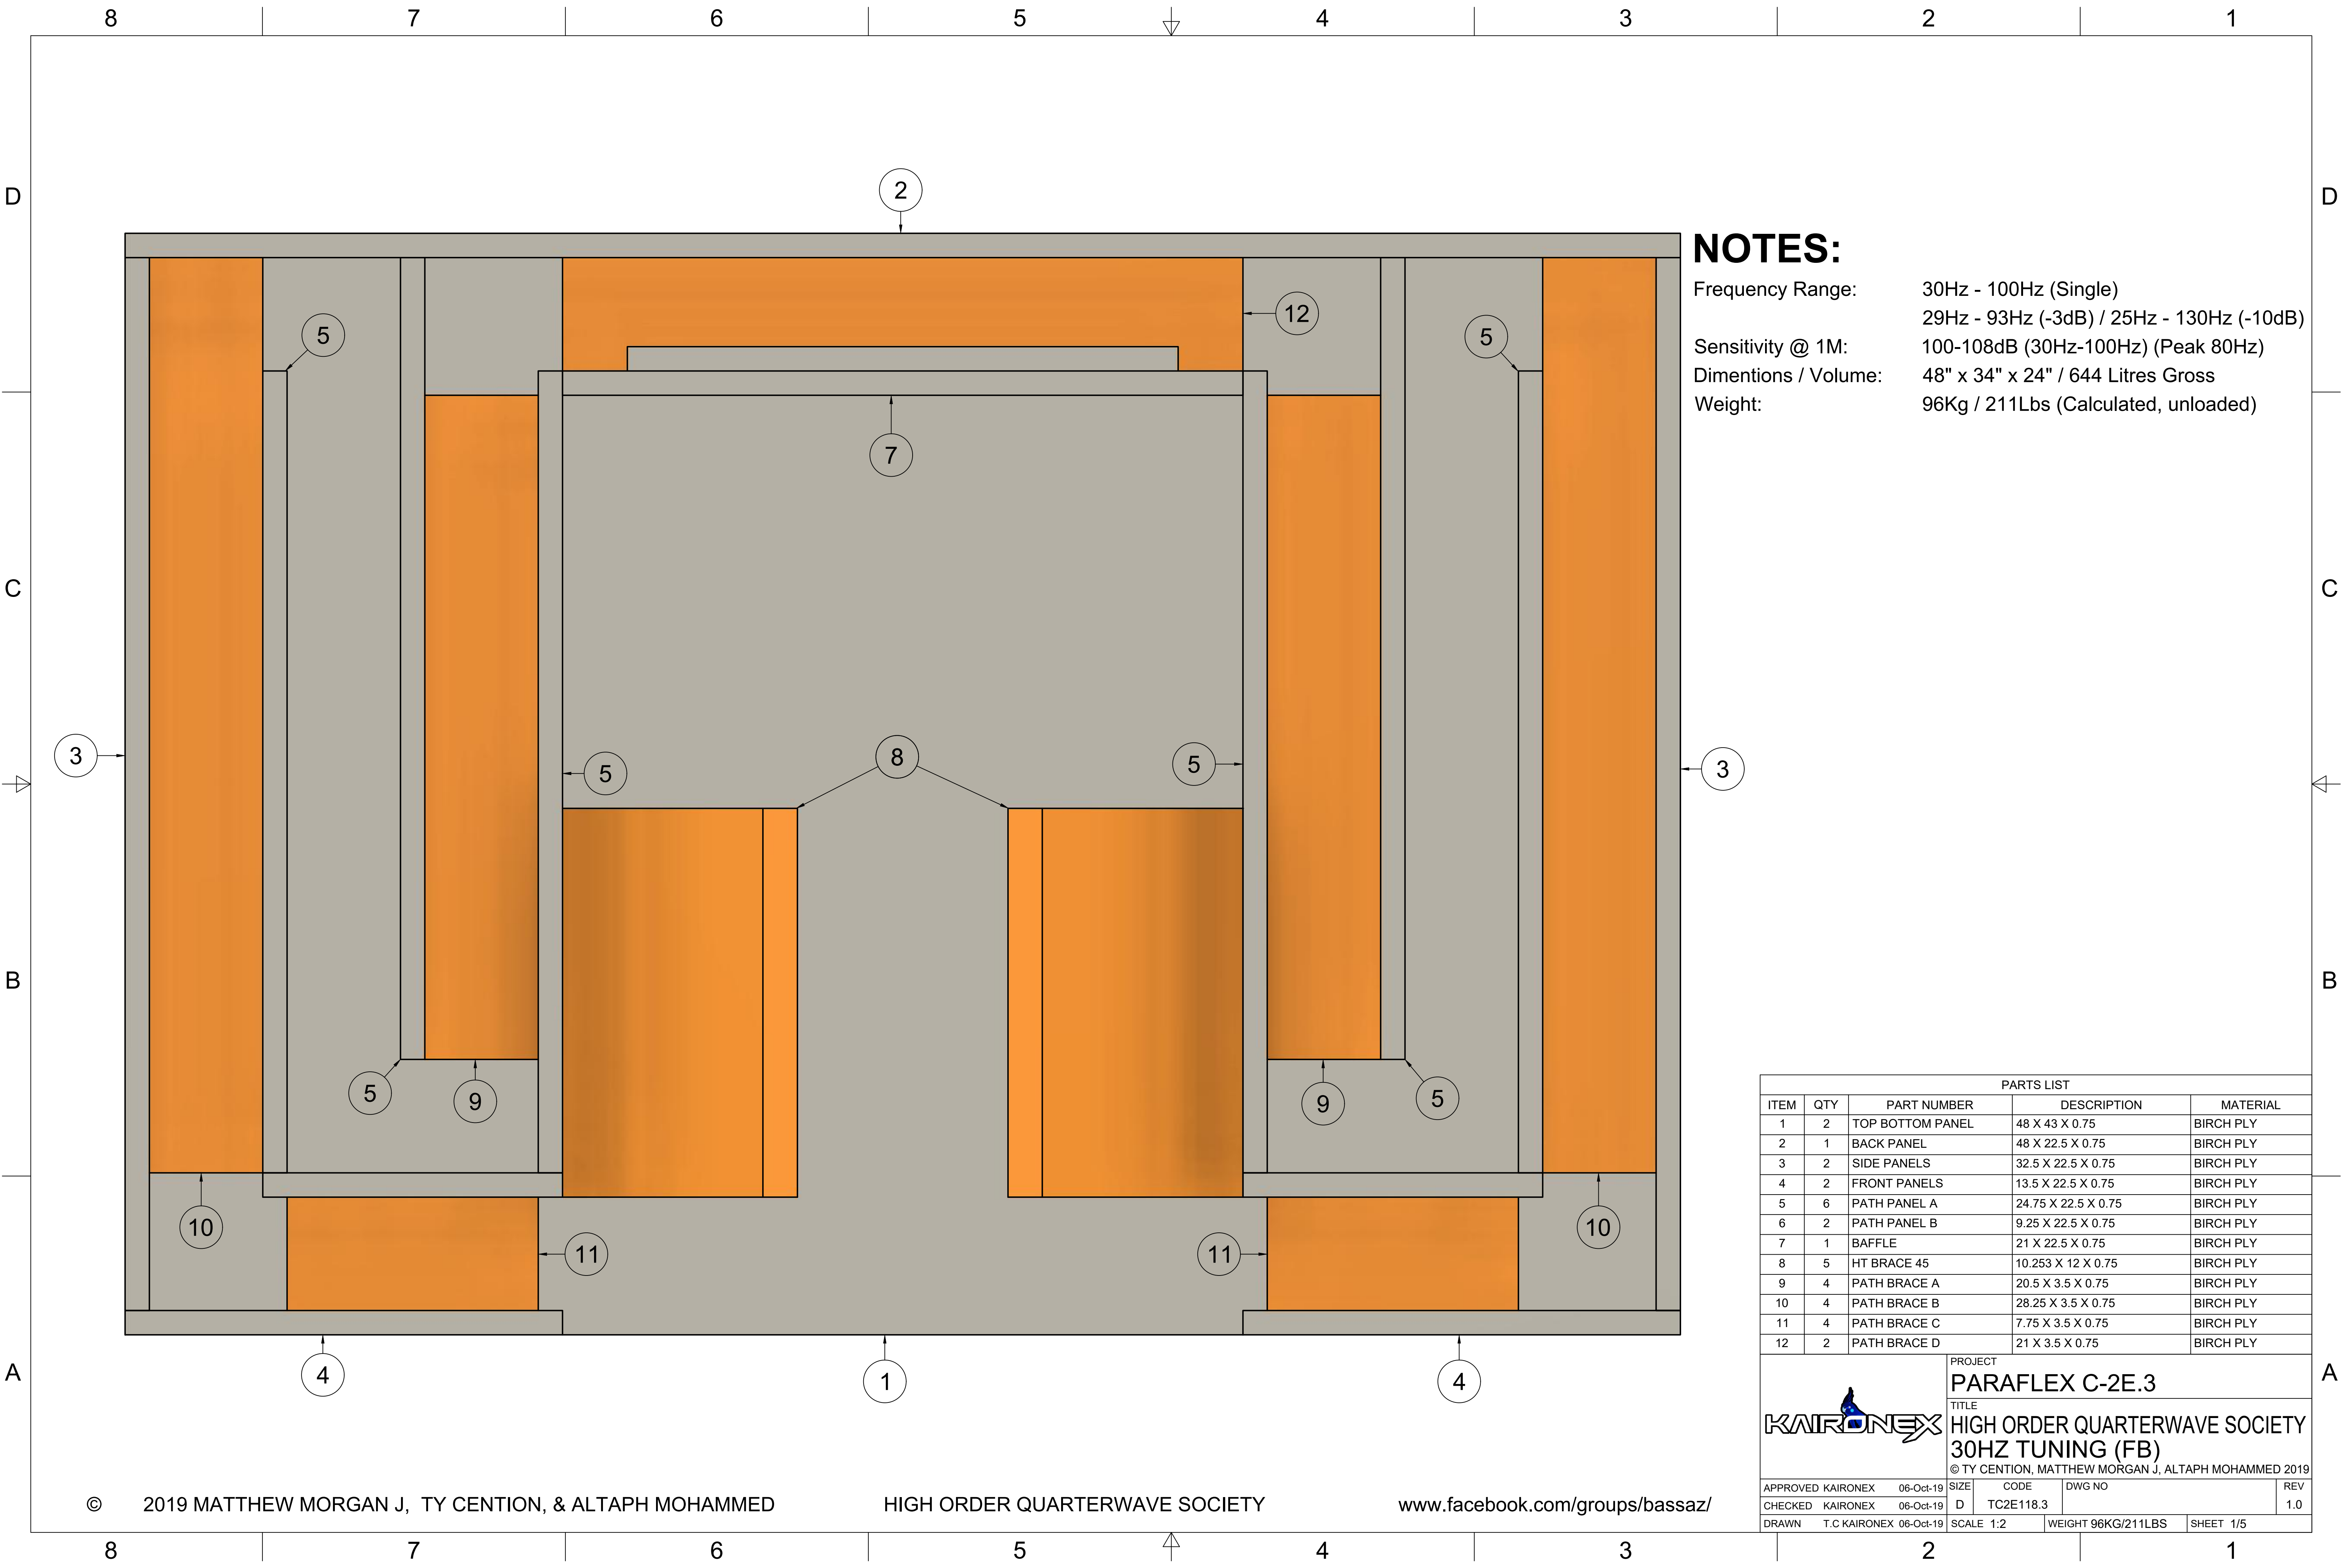 8 7 6 5 4 3 2 1
D D
2
NOTES:
Frequency Range: 30Hz - 100Hz (Single)
29Hz - 93Hz (-3dB) / 25Hz - 130Hz (-10dB)
Sensitivity @ 1M: 100-108dB (30Hz-100Hz) (Peak 80Hz)
Dimentions / Volume: 48" x 34" x 24" / 644 Litres Gross
Weight: 96Kg / 211Lbs (Calculated, unloaded)
12
5 5
7
C C
3 5 8 5 3
B B
5 9 9 5
10 11 11 10
A A
4 1 4
PARTS LIST
ITEM QTY PART NUMBER DESCRIPTION MATERIAL
1 2 TOP BOTTOM PANEL 48 X 43 X 0.75 BIRCH PLY
2 1 BACK PANEL 48 X 22.5 X 0.75 BIRCH PLY
3 2 SIDE PANELS 32.5 X 22.5 X 0.75 BIRCH PLY
4 2 FRONT PANELS 13.5 X 22.5 X 0.75 BIRCH PLY
5 6 PATH PANEL A 24.75 X 22.5 X 0.75 BIRCH PLY
6 2 PATH PANEL B 9.25 X 22.5 X 0.75 BIRCH PLY
7 1 BAFFLE 21 X 22.5 X 0.75 BIRCH PLY
8 5 HT BRACE 45 10.253 X 12 X 0.75 BIRCH PLY
9 4 PATH BRACE A 20.5 X 3.5 X 0.75 BIRCH PLY
10 4 PATH BRACE B 28.25 X 3.5 X 0.75 BIRCH PLY
11 4 PATH BRACE C 7.75 X 3.5 X 0.75 BIRCH PLY
12 2 PATH BRACE D 21 X 3.5 X 0.75 BIRCH PLY
KAIRONEX
PROJECT
PARAFLEX C-2E.3
TITLE
HIGH ORDER QUARTERWAVE SOCIETY
30HZ TUNING (FB)
© TY CENTION, MATTHEW MORGAN J, ALTAPH MOHAMMED 2019
APPROVED KAIRONEX 06-Oct-19 SIZE CODE DWG NO REV
CHECKED KAIRONEX 06-Oct-19 D TC2E118.3 1.0
DRAWN T.C KAIRONEX 06-Oct-19 SCALE 1:2 WEIGHT 96KG/211LBS SHEET 1/5
© 2019 MATTHEW MORGAN J, TY CENTION, & ALTAPH MOHAMMED HIGH ORDER QUARTERWAVE SOCIETY www.facebook.com/groups/bassaz/
8 7 6 5 4 3 2 1